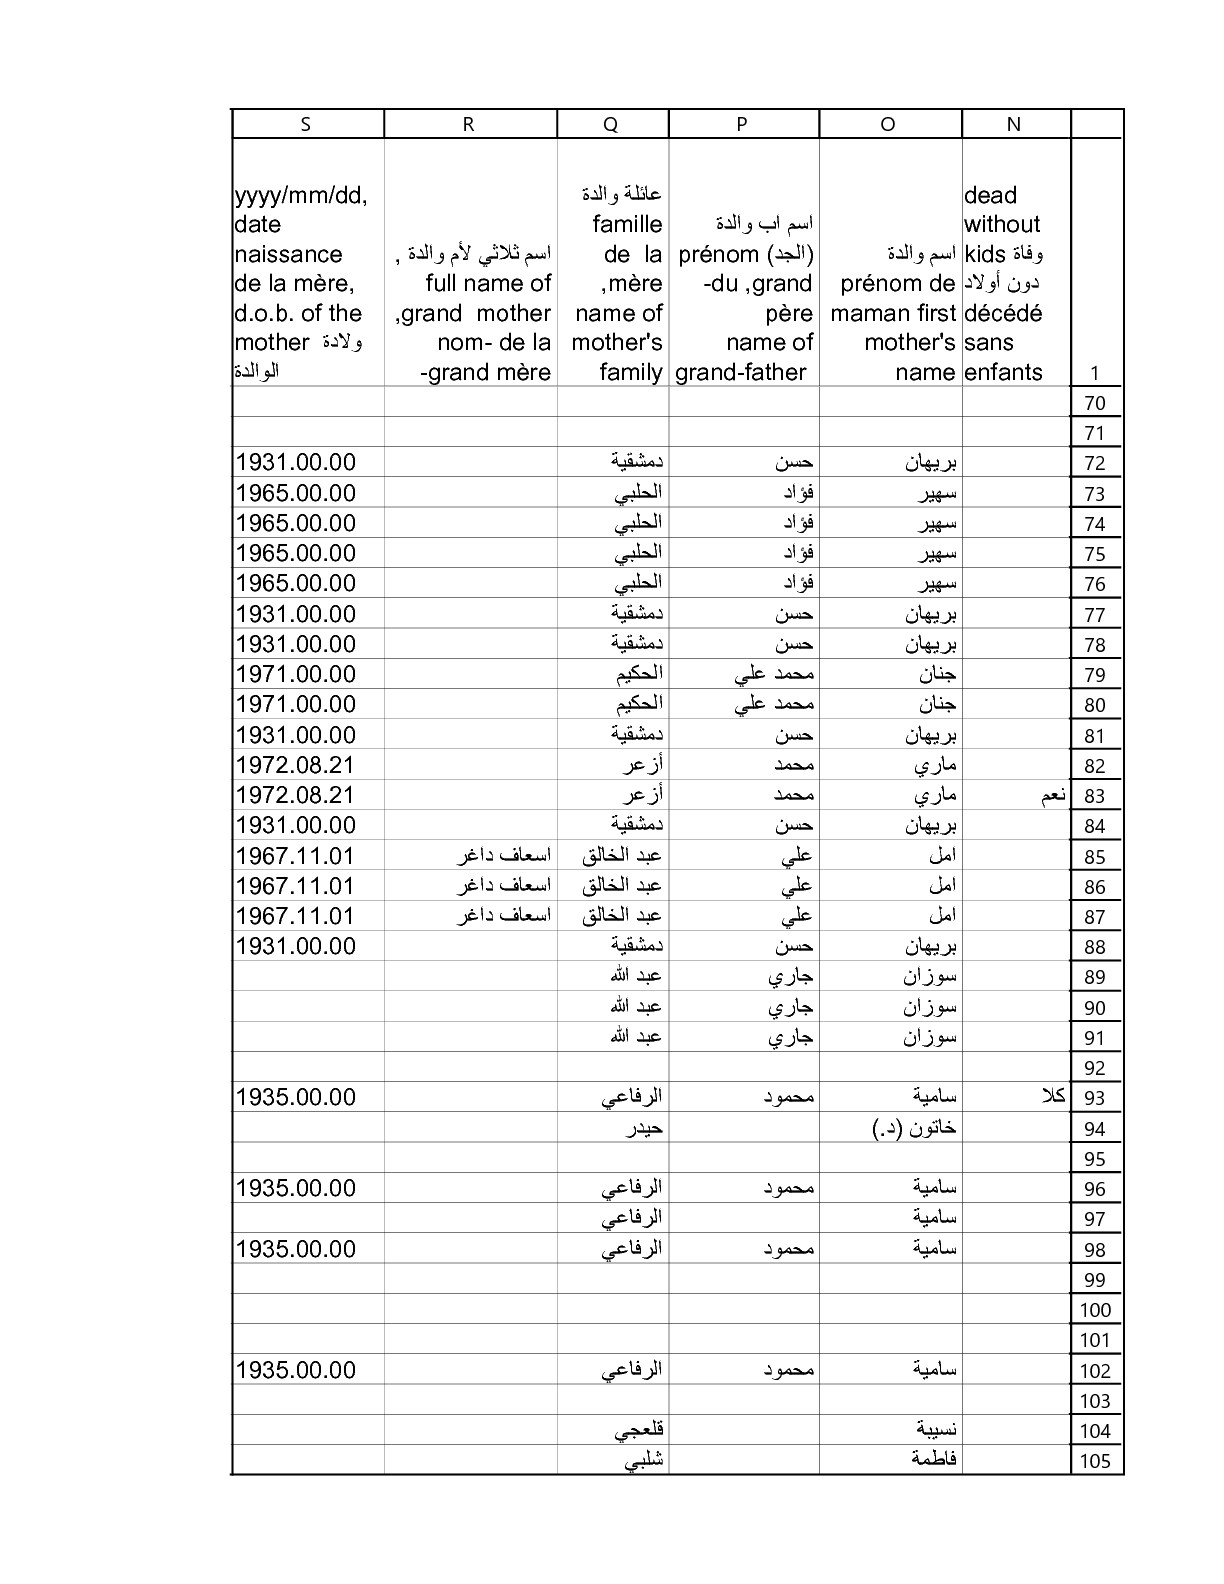 S R Q P O N
yyyy/mm/dd, date naissance de la mère, d.o.b. of the mother ولادة الوالدة
اسم ثلاثي لأم والدة , full name of grand mother, nom- de la grand mère-
عائلة والدة famille de la mère, name of mother's family
اسم اب والدة (الجد) prénom du- ,grand père name of grand-father
اسم والدة prénom de maman first mother's name
dead without kids وفاة دون أولاد décédé sans enfants
1
70
71
1931.00.00 دمشقية حسن بريهان 72
1965.00.00 الحلبي فؤاد سهير 73
1965.00.00 الحلبي فؤاد سهير 74
1965.00.00 الحلبي فؤاد سهير 75
1965.00.00 الحلبي فؤاد سهير 76
1931.00.00 دمشقية حسن بريهان 77
1931.00.00 دمشقية حسن بريهان 78
1971.00.00 الحكيم محمد علي جنان 79
1971.00.00 الحكيم محمد علي جنان 80
1931.00.00 دمشقية حسن بريهان 81
1972.08.21 أزعر محمد ماري 82
1972.08.21 أزعر محمد ماري نعم 83
1931.00.00 دمشقية حسن بريهان 84
1967.11.01 اسعاف داغر عبد الخالق علي امل 85
1967.11.01 اسعاف داغر عبد الخالق علي امل 86
1967.11.01 اسعاف داغر عبد الخالق علي امل 87
1931.00.00 دمشقية حسن بريهان 88
عبد الله جاري سوزان 89
عبد الله جاري سوزان 90
عبد الله جاري سوزان 91
92
1935.00.00 الرفاعي محمود سامية كلا 93
حيدر خاتون (د.) 94
95
1935.00.00 الرفاعي محمود سامية 96
الرفاعي سامية 97
1935.00.00 الرفاعي محمود سامية 98
99
100
101
1935.00.00 الرفاعي محمود سامية 102
103
قلعجي نسيبة 104
شلبي فاطمة 105